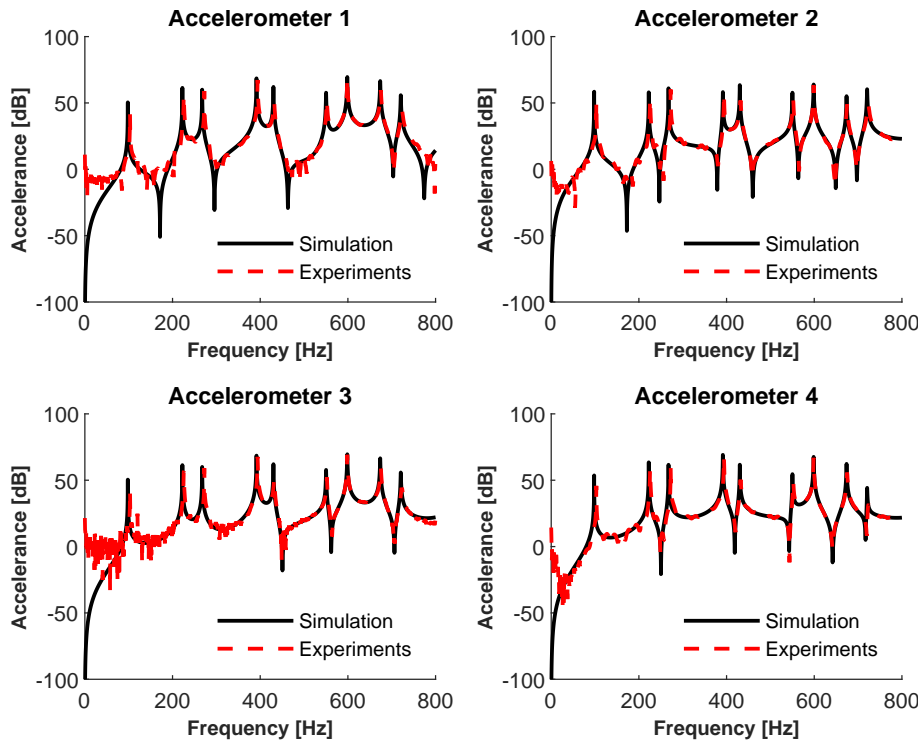 Accelerometer 1
100
50
0
-50
-100
Accelerance [dB]
Simulation
Experiments
0 200 400 600 800
Frequency [Hz]
Accelerometer 2
100
50
0
-50
-100
Accelerance [dB]
Simulation
Experiments
0 200 400 600 800
Frequency [Hz]
Accelerometer 3
100
50
0
-50
-100
Accelerance [dB]
Simulation
Experiments
0 200 400 600 800
Frequency [Hz]
Accelerometer 4
100
50
0
-50
-100
Accelerance [dB]
Simulation
Experiments
0 200 400 600 800
Frequency [Hz]